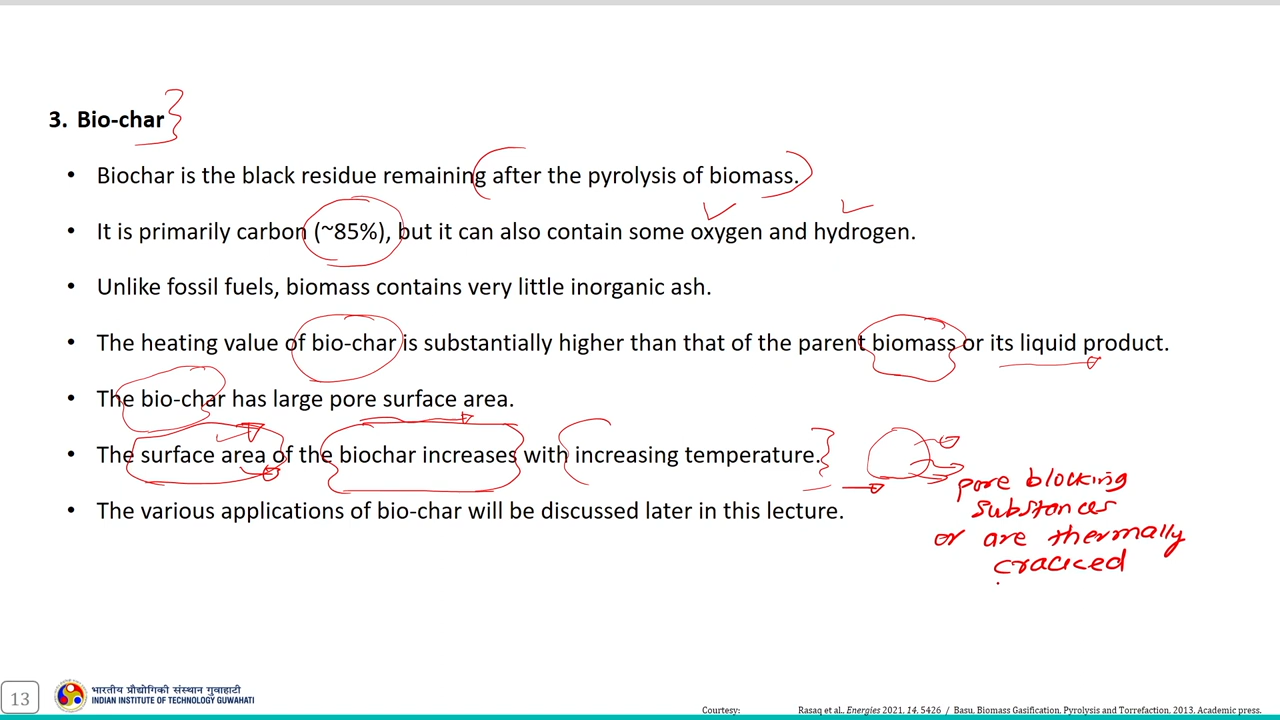 3. Bio-char
• Biochar is the black residue remaining after the pyrolysis of biomass.
• It is primarily carbon (~85%), but it can also contain some oxygen and hydrogen.
• Unlike fossil fuels, biomass contains very little inorganic ash.
• The heating value of bio-char is substantially higher than that of the parent biomass or its liquid product.
• The bio-char has large pore surface area.
• The surface area of the biochar increases with increasing temperature.
pore blocking
substances
or are thermally
cracked
• The various applications of bio-char will be discussed later in this lecture.
13
भारतीय प्रौद्योगिकी संस्थान गुवाहाटी
INDIAN INSTITUTE OF TECHNOLOGY GUWAHATI
Courtesy: Rasaq et al., Energies 2021, 14, 5426 / Basu, Biomass Gasification, Pyrolysis and Torrefaction, 2013, Academic press.